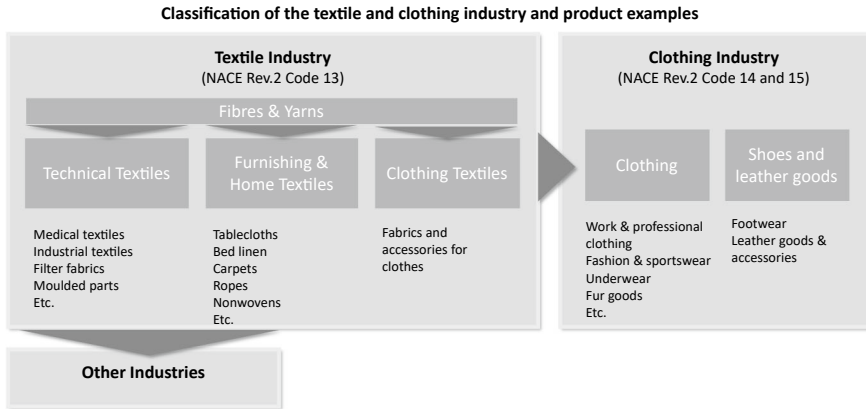 Classification of the textile and clothing industry and product examples
Textile Industry
(NACE Rev.2 Code 13)
Fibres & Yarns
Technical Textiles
Medical textiles
Industrial textiles
Filter fabrics
Moulded parts
Etc.
Furnishing &
Home Textiles
Tablecloths
Bed linen
Carpets
Ropes
Nonwovens
Etc.
Clothing Textiles
Fabrics and
accessories for
clothes
Clothing Industry
(NACE Rev.2 Code 14 and 15)
Clothing
Work & professional
clothing
Fashion & sportswear
Underwear
Fur goods
Etc.
Shoes and
leather goods
Footwear
Leather goods &
accessories
Other Industries